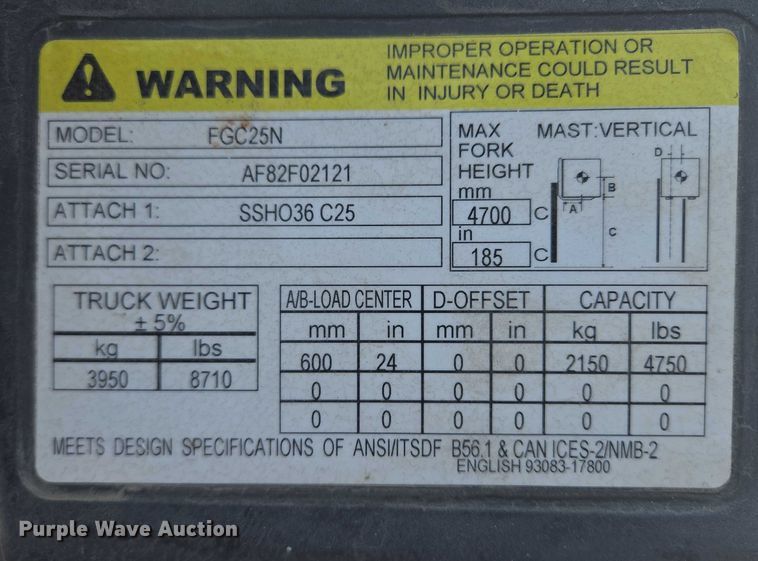 WARNING
IMPROPER OPERATION OR
MAINTENANCE COULD RESULT
IN INJURY OR DEATH
MODEL: FGC25N
SERIAL NO: AF82F02121
ATTACH 1: SSHO36 C25
ATTACH 2:
MAX MAST:VERTICAL
FORK
HEIGHT
mm
4700 C
in
185 C
D
A
B
C
TRUCK WEIGHT
± 5%
kg lbs
3950 8710
A/B-LOAD CENTER D-OFFSET CAPACITY
mm in mm in kg lbs
600 24 0 0 2150 4750
0 0 0 0 0 0
0 0 0 0 0 0
MEETS DESIGN SPECIFICATIONS OF ANSI/ITSDF B56.1 & CAN ICES-2/NMB-2
ENGLISH 93083-17800
Purple Wave Auction